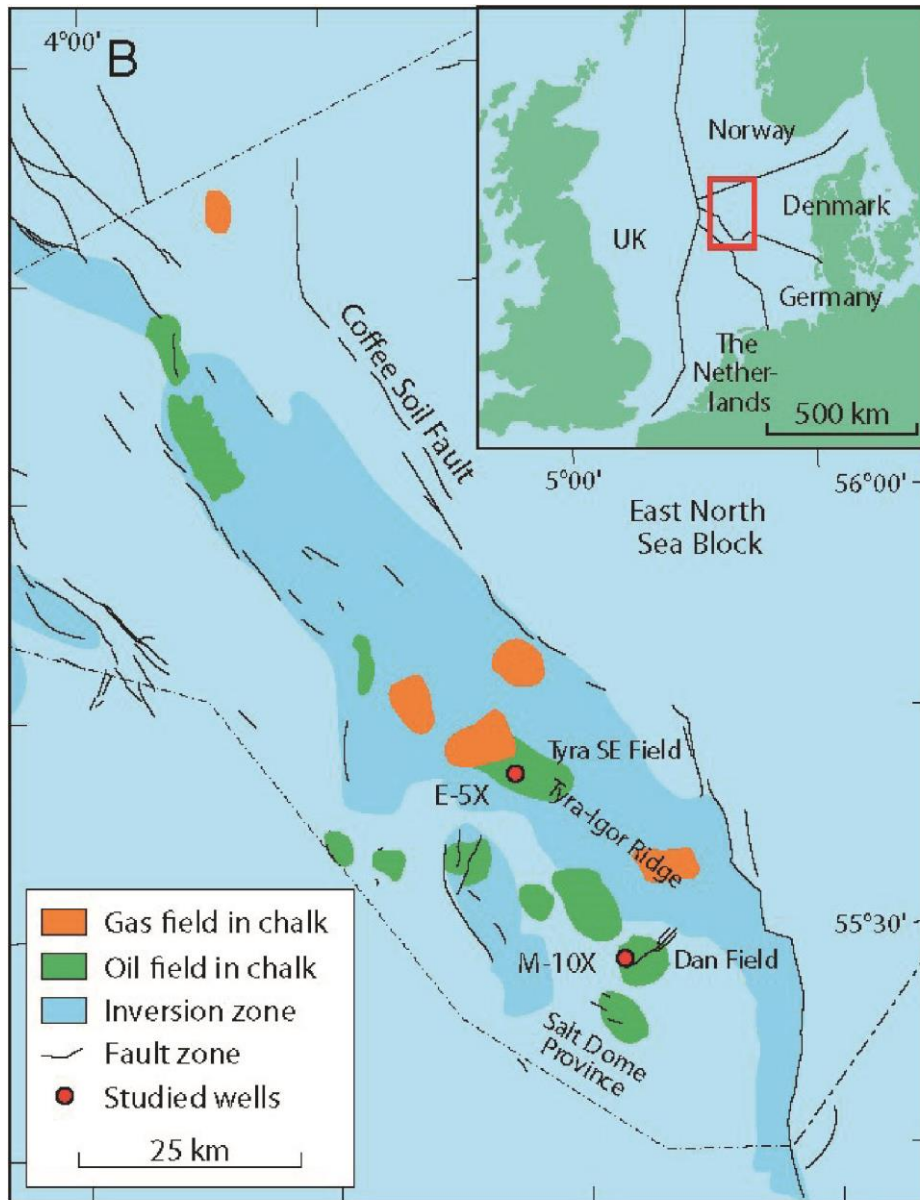 4°00'
B
Norway
Denmark
UK
Germany
The
Nether-
lands
500 km
Coffee Soil Fault
5°00'
56°00'
East North
Sea Block
Tyra SE Field
E-5X
Tyra-Igor Ridge
55°30'
M-10X
Dan Field
Salt Dome
Province
Gas field in chalk
Oil field in chalk
Inversion zone
Fault zone
Studied wells
25 km